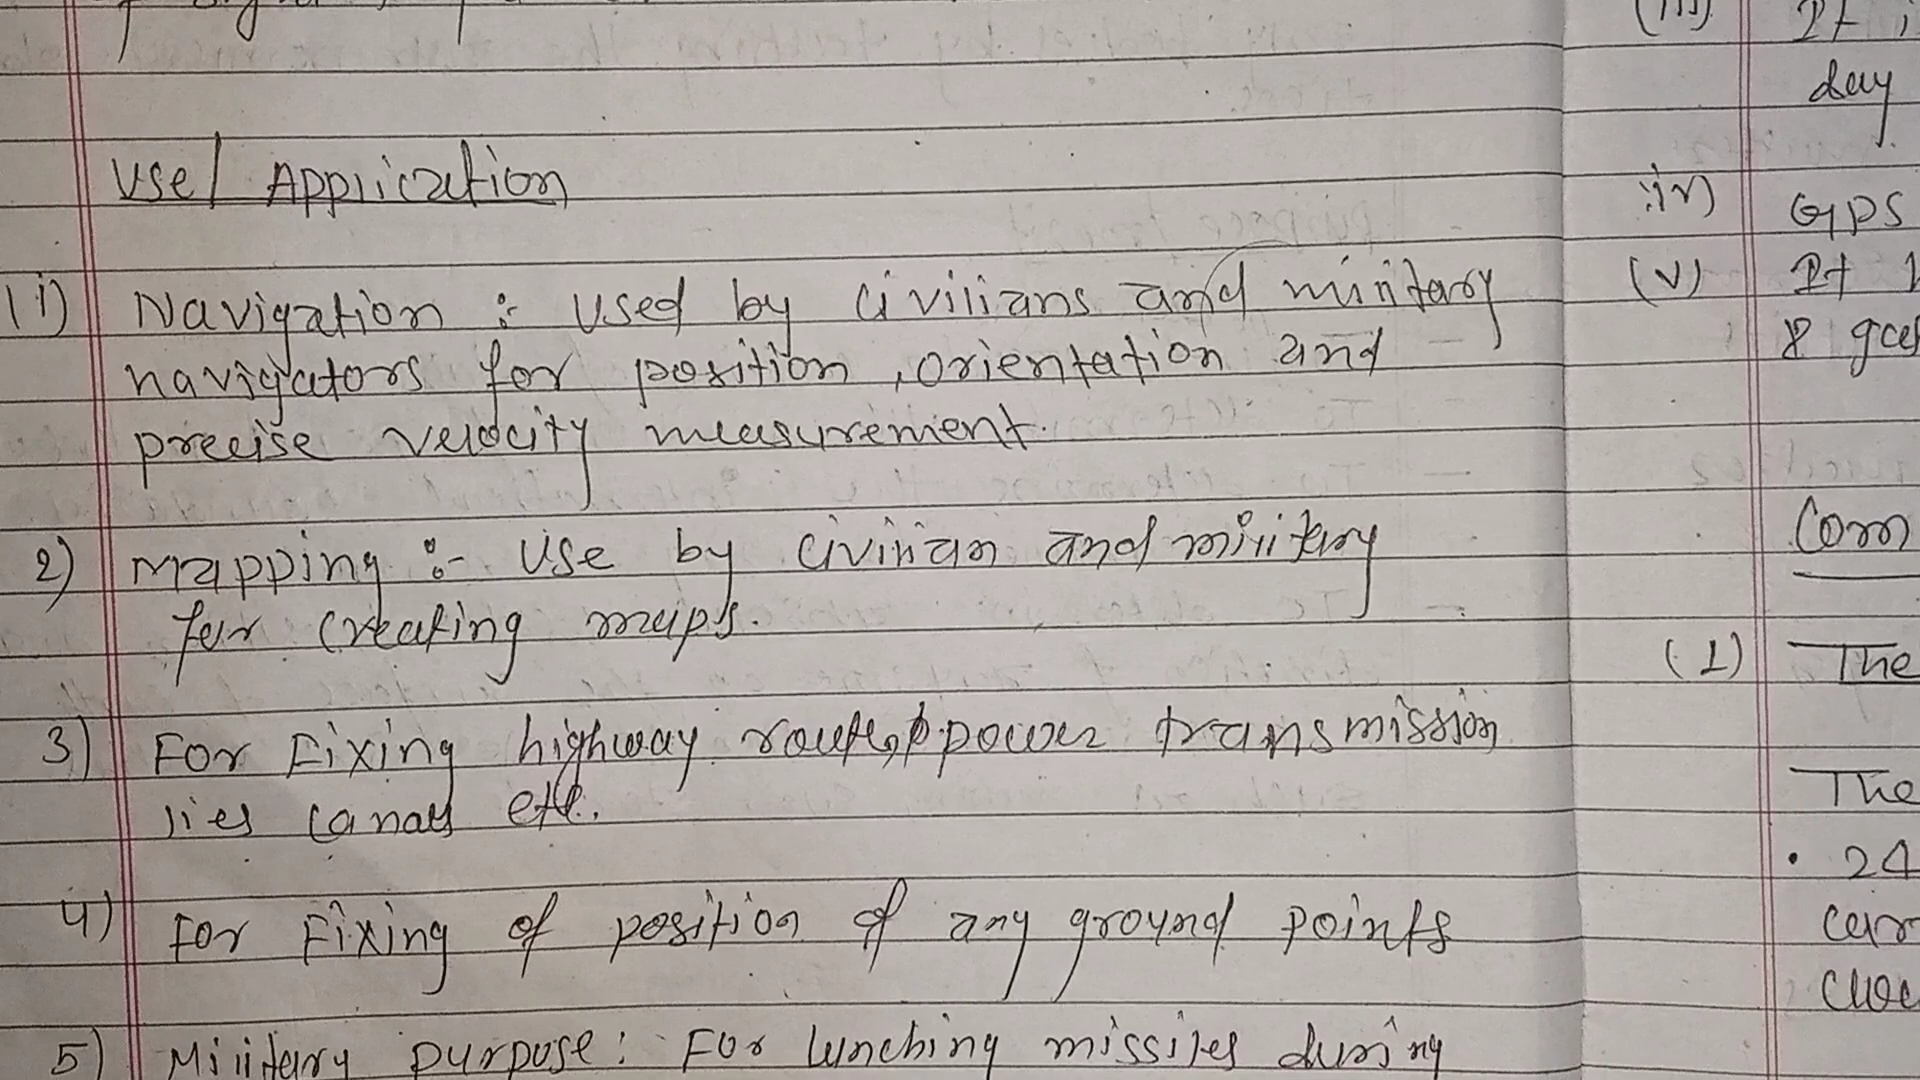 Use/ Application
(i) Navigation : Used by civilians and military
navigators for position, orientation and
precise velocity measurement.
2) Mapping :- Use by civilian and military
for creating maps.
3) For Fixing highway route, power transmission
lies canals etc.
4) For Fixing of position of any ground points
5) Military purpose : For lunching missiles during
(iii) It i
day
iv) GPS
(v) It
Com
(1) The
The
• 24